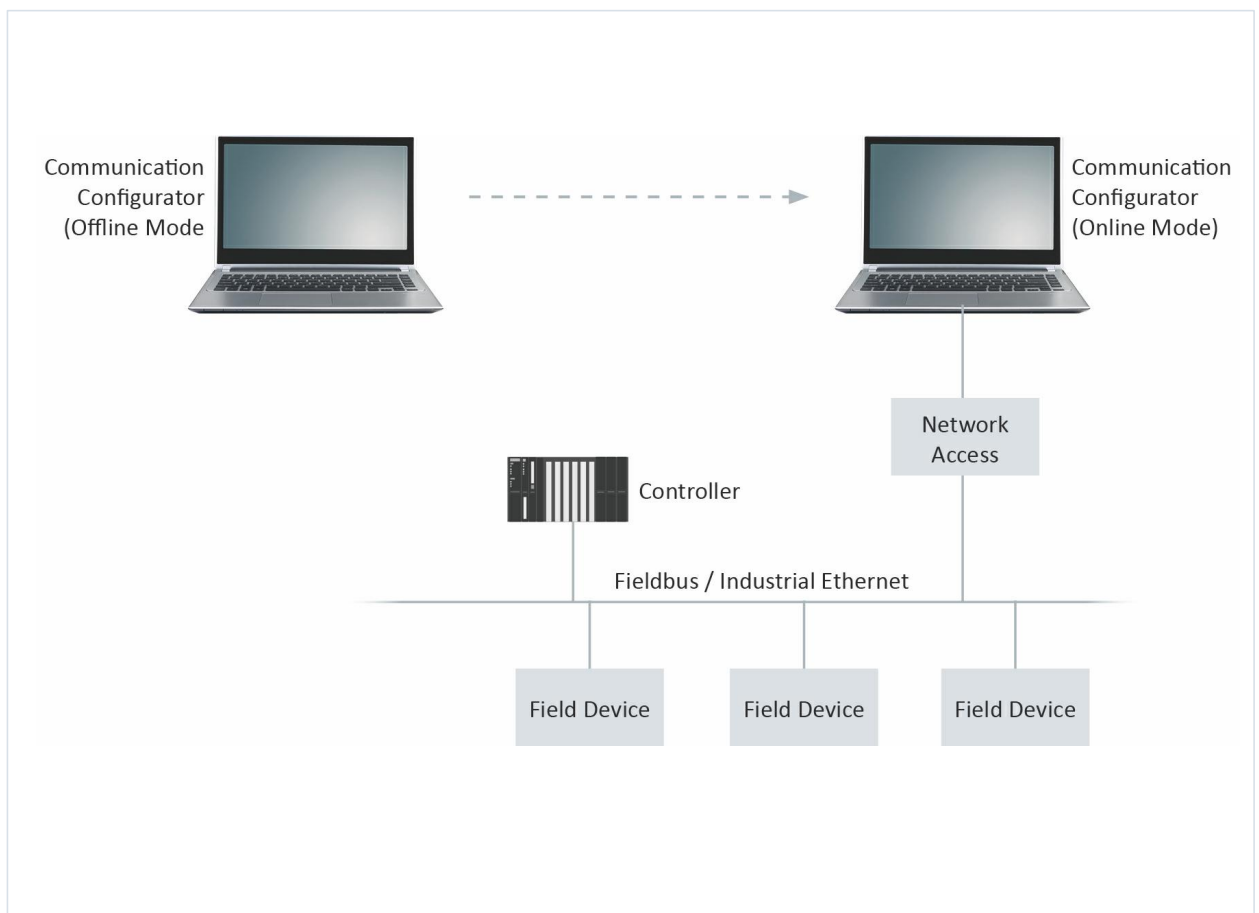 Communication
Configurator
(Offline Mode
Communication
Configurator
(Online Mode)
Network
Access
Controller
Fieldbus / Industrial Ethernet
Field Device
Field Device
Field Device